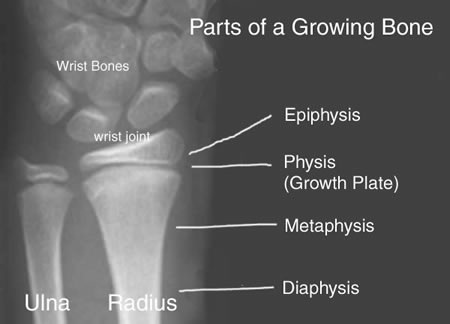 Parts of a Growing Bone
Wrist Bones
Epiphysis
wrist joint
Physis
(Growth Plate)
Metaphysis
Diaphysis
Ulna
Radius